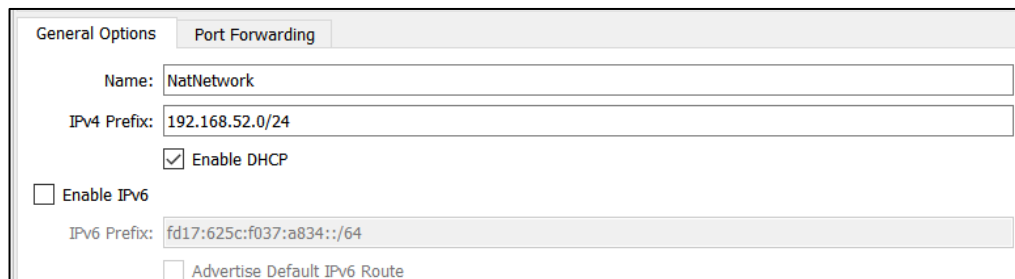 General Options Port Forwarding
Name: NatNetwork
IPv4 Prefix: 192.168.52.0/24
Enable DHCP
Enable IPv6
IPv6 Prefix: fd17:625c:f037:a834::/64
Advertise Default IPv6 Route